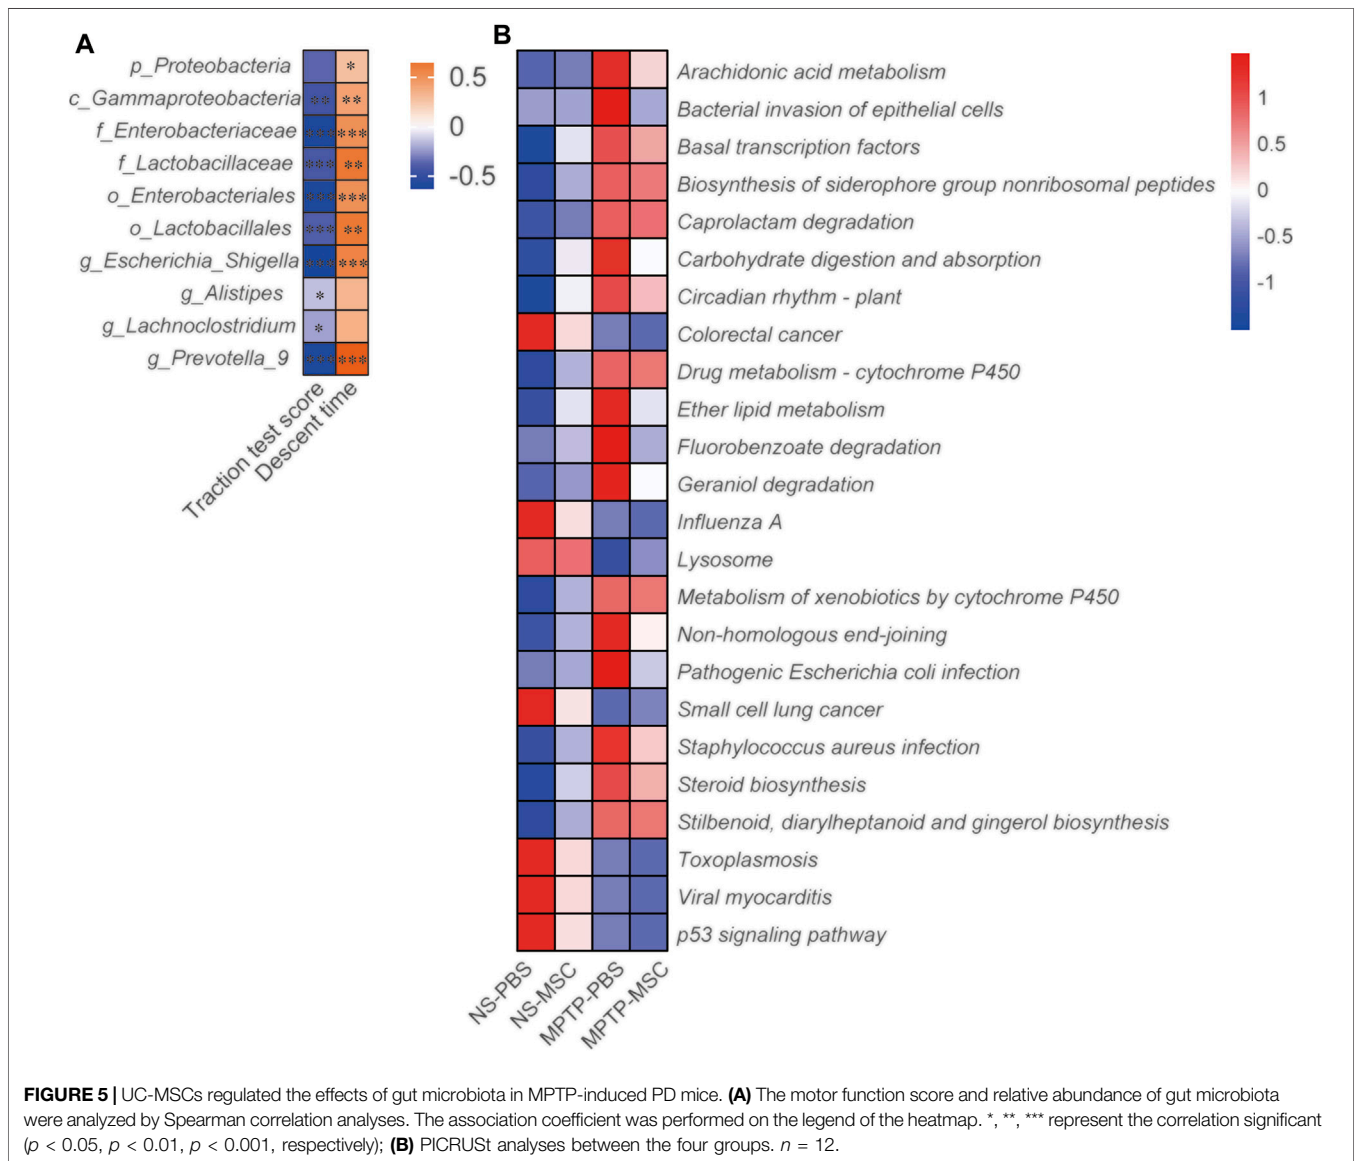 A
p_Proteobacteria
*
c_Gammaproteobacteria
** **
f_Enterobacteriaceae
*** ***
f_Lactobacillaceae
*** **
o_Enterobacteriales
*** ***
o_Lactobacillales
*** **
g_Escherichia_Shigella
*** ***
g_Alistipes
*
g_Lachnoclostridium
*
g_Prevotella_9
*** ***
Traction test score
Descent time
0.5
0
-0.5
B
Arachidonic acid metabolism
Bacterial invasion of epithelial cells
Basal transcription factors
Biosynthesis of siderophore group nonribosomal peptides
Caprolactam degradation
Carbohydrate digestion and absorption
Circadian rhythm - plant
Colorectal cancer
Drug metabolism - cytochrome P450
Ether lipid metabolism
Fluorobenzoate degradation
Geraniol degradation
Influenza A
Lysosome
Metabolism of xenobiotics by cytochrome P450
Non-homologous end-joining
Pathogenic Escherichia coli infection
Small cell lung cancer
Staphylococcus aureus infection
Steroid biosynthesis
Stilbenoid, diarylheptanoid and gingerol biosynthesis
Toxoplasmosis
Viral myocarditis
p53 signaling pathway
NS-PBS
NS-MSC
MPTP-PBS
MPTP-MSC
1
0.5
0
-0.5
-1
FIGURE 5 | UC-MSCs regulated the effects of gut microbiota in MPTP-induced PD mice. (A) The motor function score and relative abundance of gut microbiota
were analyzed by Spearman correlation analyses. The association coefficient was performed on the legend of the heatmap. *, **, *** represent the correlation significant
(p < 0.05, p < 0.01, p < 0.001, respectively); (B) PICRUSt analyses between the four groups. n = 12.